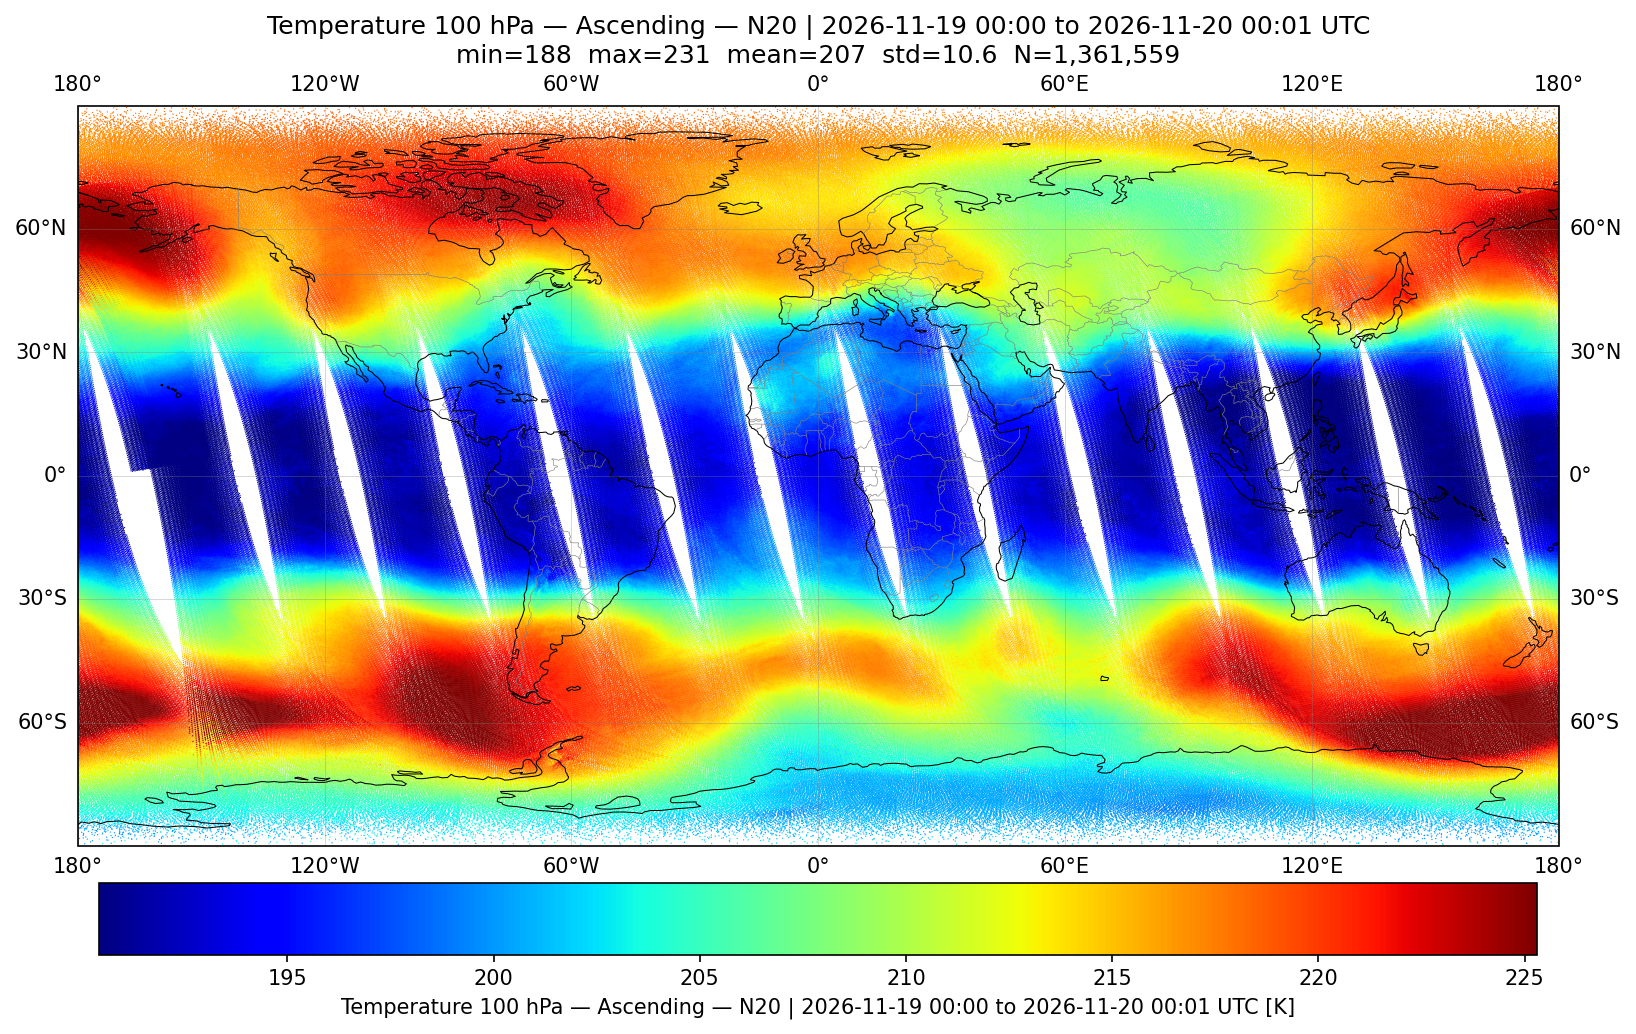 Temperature 100 hPa — Ascending — N20 | 2026-11-19 00:00 to 2026-11-20 00:01 UTC
min=188 max=231 mean=207 std=10.6 N=1,361,559
180° 120°W 60°W 0° 60°E 120°E 180°
60°N 60°N
30°N 30°N
0° 0°
30°S 30°S
60°S 60°S
180° 120°W 60°W 0° 60°E 120°E 180°
195 200 205 210 215 220 225
Temperature 100 hPa — Ascending — N20 | 2026-11-19 00:00 to 2026-11-20 00:01 UTC [K]